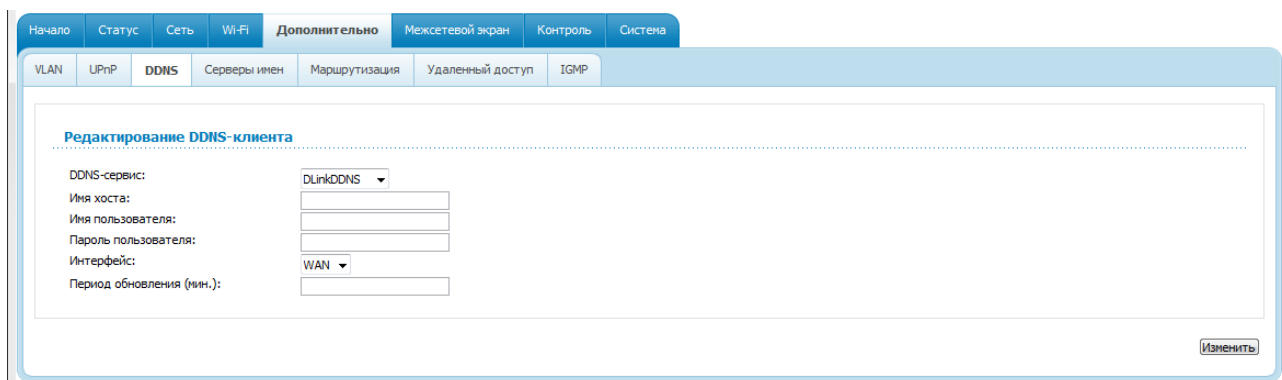 Начало Статус Сеть Wi-Fi Дополнительно Межсетевой экран Контроль Система
VLAN UPnP DDNS Серверы имен Маршрутизация Удаленный доступ IGMP
Редактирование DDNS-клиента
DDNS-сервис: DLinkDDNS
Имя хоста:
Имя пользователя:
Пароль пользователя:
Интерфейс: WAN
Период обновления (мин.):
Изменить